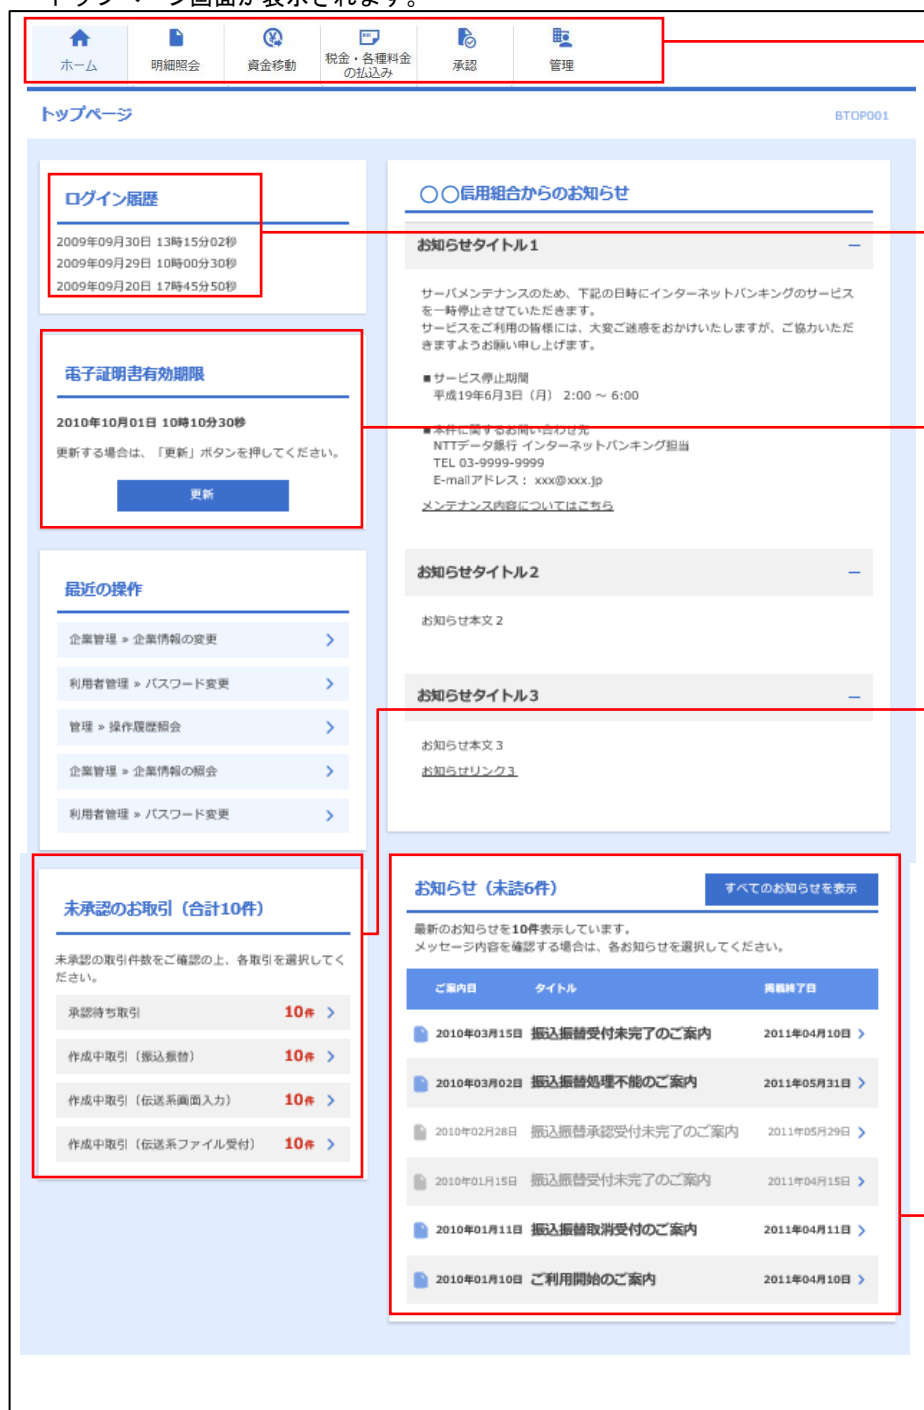 トップページ画面が表示されます。
ホーム
明細照会
資金移動
税金・各種料金
の払込み
承認
管理
トップページ
BTOP001
ログイン履歴
2009年09月30日 13時15分02秒
2009年09月29日 10時00分30秒
2009年09月20日 17時45分50秒
電子証明書有効期限
2010年10月01日 10時10分30秒
更新する場合は、「更新」ボタンを押してください。
更新
最近の操作
企業管理 » 企業情報の変更
利用者管理 » パスワード変更
管理 » 操作履歴照会
企業管理 » 企業情報の照会
利用者管理 » パスワード変更
未承認のお取引（合計10件）
未承認の取引件数をご確認の上、各取引を選択してく
ださい。
承認待ち取引 10件
作成中取引（振込振替） 10件
作成中取引（伝送系画面入力） 10件
作成中取引（伝送系ファイル受付） 10件
〇〇信用組合からのお知らせ
お知らせタイトル1
サーバメンテナンスのため、下記の日時にインターネットバンキングのサービス
を一時停止させていただきます。
サービスをご利用の皆様には、大変ご迷惑をおかけいたしますが、ご協力いただ
きますようお願い申し上げます。
■サービス停止期間
平成19年6月3日（月） 2:00 ～ 6:00
■本件に関するお問い合わせ先
NTTデータ銀行 インターネットバンキング担当
TEL 03-9999-9999
E-mailアドレス： xxx@xxx.jp
メンテナンス内容についてはこちら
お知らせタイトル2
お知らせ本文2
お知らせタイトル3
お知らせ本文3
お知らせリンク3
お知らせ（未読6件）
すべてのお知らせを表示
最新のお知らせを10件表示しています。
メッセージ内容を確認する場合は、各お知らせを選択してください。
ご案内日 タイトル 掲載終了日
2010年03月15日 振込振替受付未完了のご案内 2011年04月10日
2010年03月02日 振込振替処理不能のご案内 2011年05月31日
2010年02月28日 振込振替承認受付未完了のご案内 2011年05月29日
2010年01月15日 振込振替受付未完了のご案内 2011年04月15日
2010年01月11日 振込振替取消受付のご案内 2011年04月11日
2010年01月10日 ご利用開始のご案内 2011年04月10日